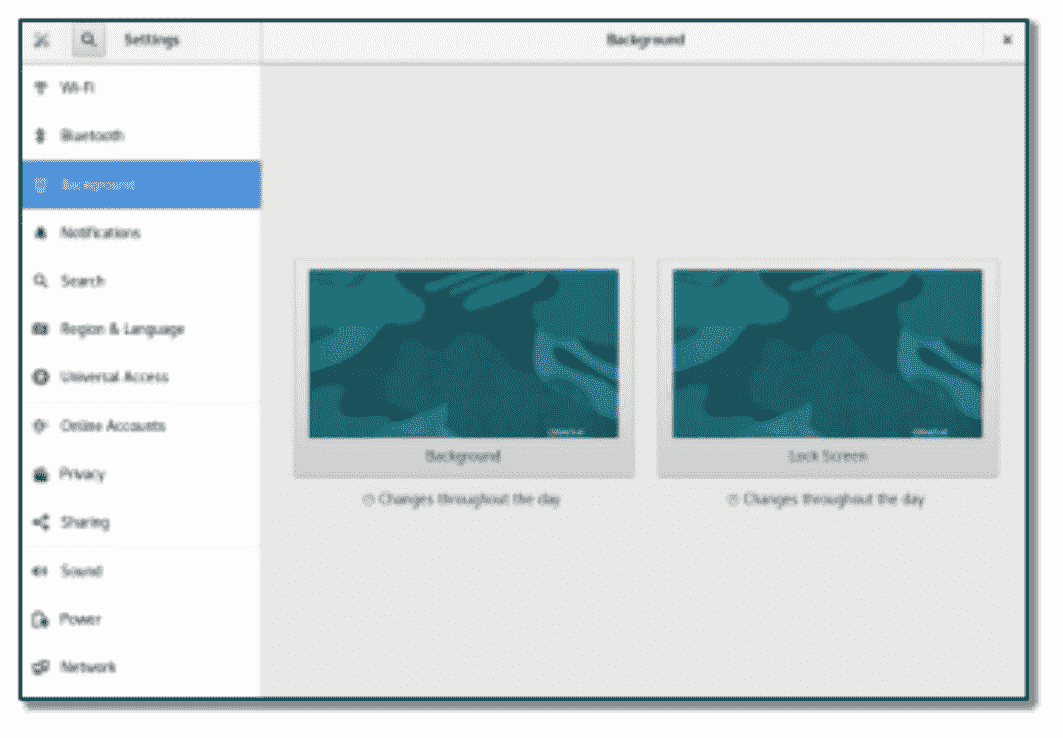 Settings
Background
Wi-Fi
Bluetooth
Background
Notifications
Search
Region & Language
Universal Access
Online Accounts
Privacy
Sharing
Sound
Power
Network
Background
Lock Screen
Changes throughout the day
Changes throughout the day